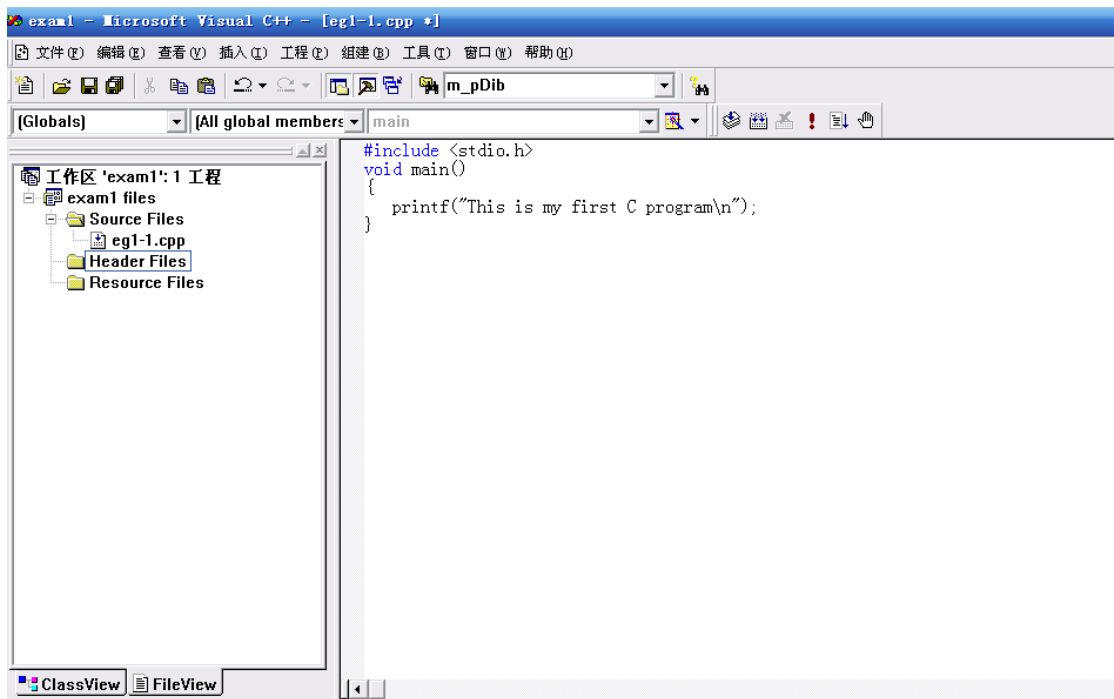 exam1 - Microsoft Visual C++ - [eg1-1.cpp *]
文件(F) 编辑(E) 查看(V) 插入(I) 工程(P) 组建(B) 工具(T) 窗口(W) 帮助(H)
m_pDib
(Globals) (All global members main
工作区 'exam1': 1 工程
exam1 files
Source Files
eg1-1.cpp
Header Files
Resource Files
#include <stdio.h>
void main()
{
printf("This is my first C program\n");
}
ClassView FileView